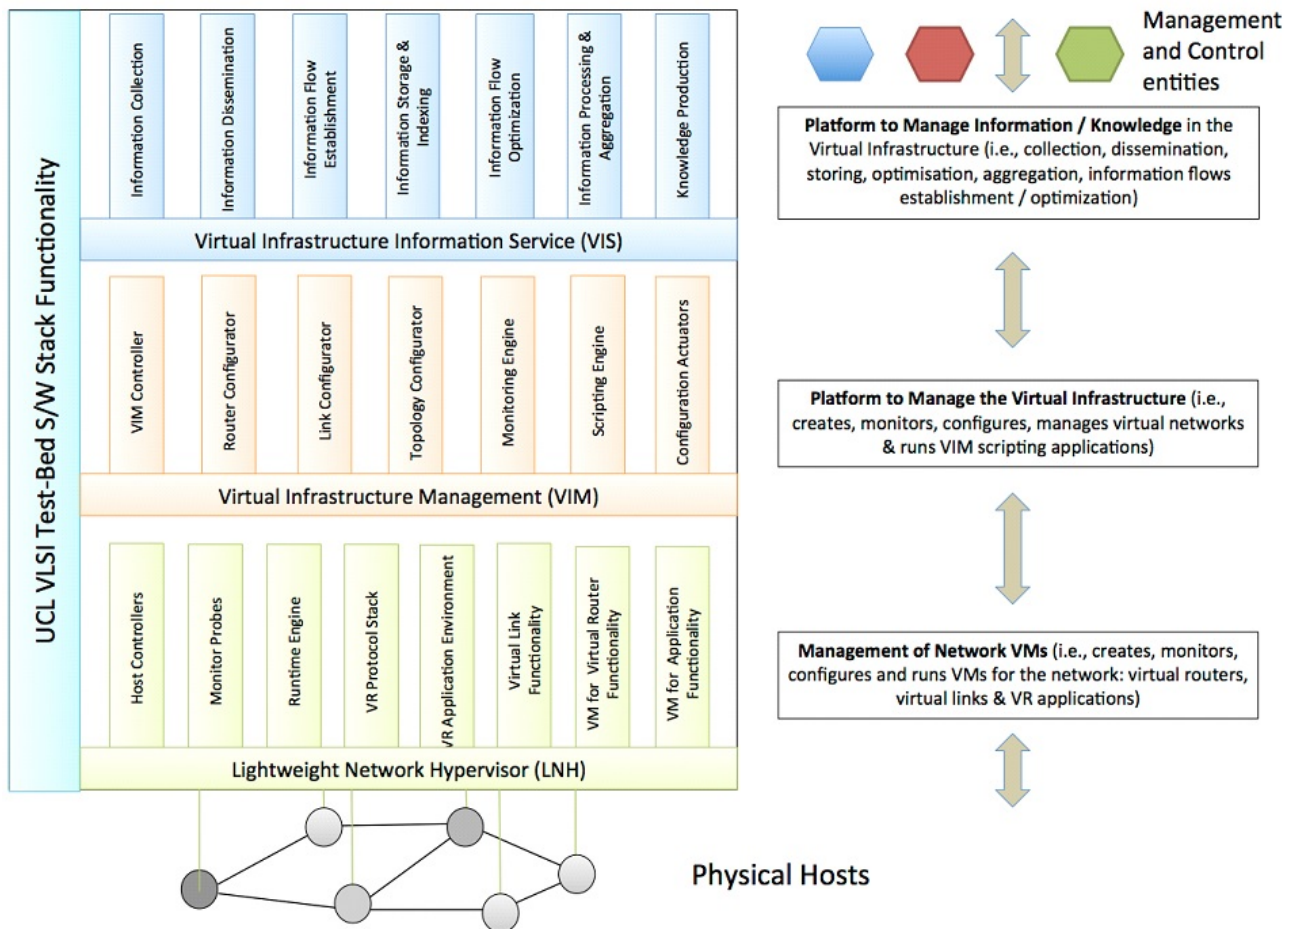 UCL VLSI Test-Bed S/W Stack Functionality
Information Collection
Information Dissemination
Information Flow
Establishment
Information Storage &
Indexing
Information Flow
Optimization
Information Processing &
Aggregation
Knowledge Production
Virtual Infrastructure Information Service (VIS)
VIM Controller
Router Configurator
Link Configurator
Topology Configurator
Monitoring Engine
Scripting Engine
Configuration Actuators
Virtual Infrastructure Management (VIM)
Host Controllers
Monitor Probes
Runtime Engine
VR Protocol Stack
VR Application Environment
Virtual Link
Functionality
VM for Virtual Router
Functionality
VM for Application
Functionality
Lightweight Network Hypervisor (LNH)
Management
and Control
entities
Platform to Manage Information / Knowledge in the
Virtual Infrastructure (i.e., collection, dissemination,
storing, optimisation, aggregation, information flows
establishment / optimization)
Platform to Manage the Virtual Infrastructure (i.e.,
creates, monitors, configures, manages virtual networks
& runs VIM scripting applications)
Management of Network VMs (i.e., creates, monitors,
configures and runs VMs for the network: virtual routers,
virtual links & VR applications)
Physical Hosts